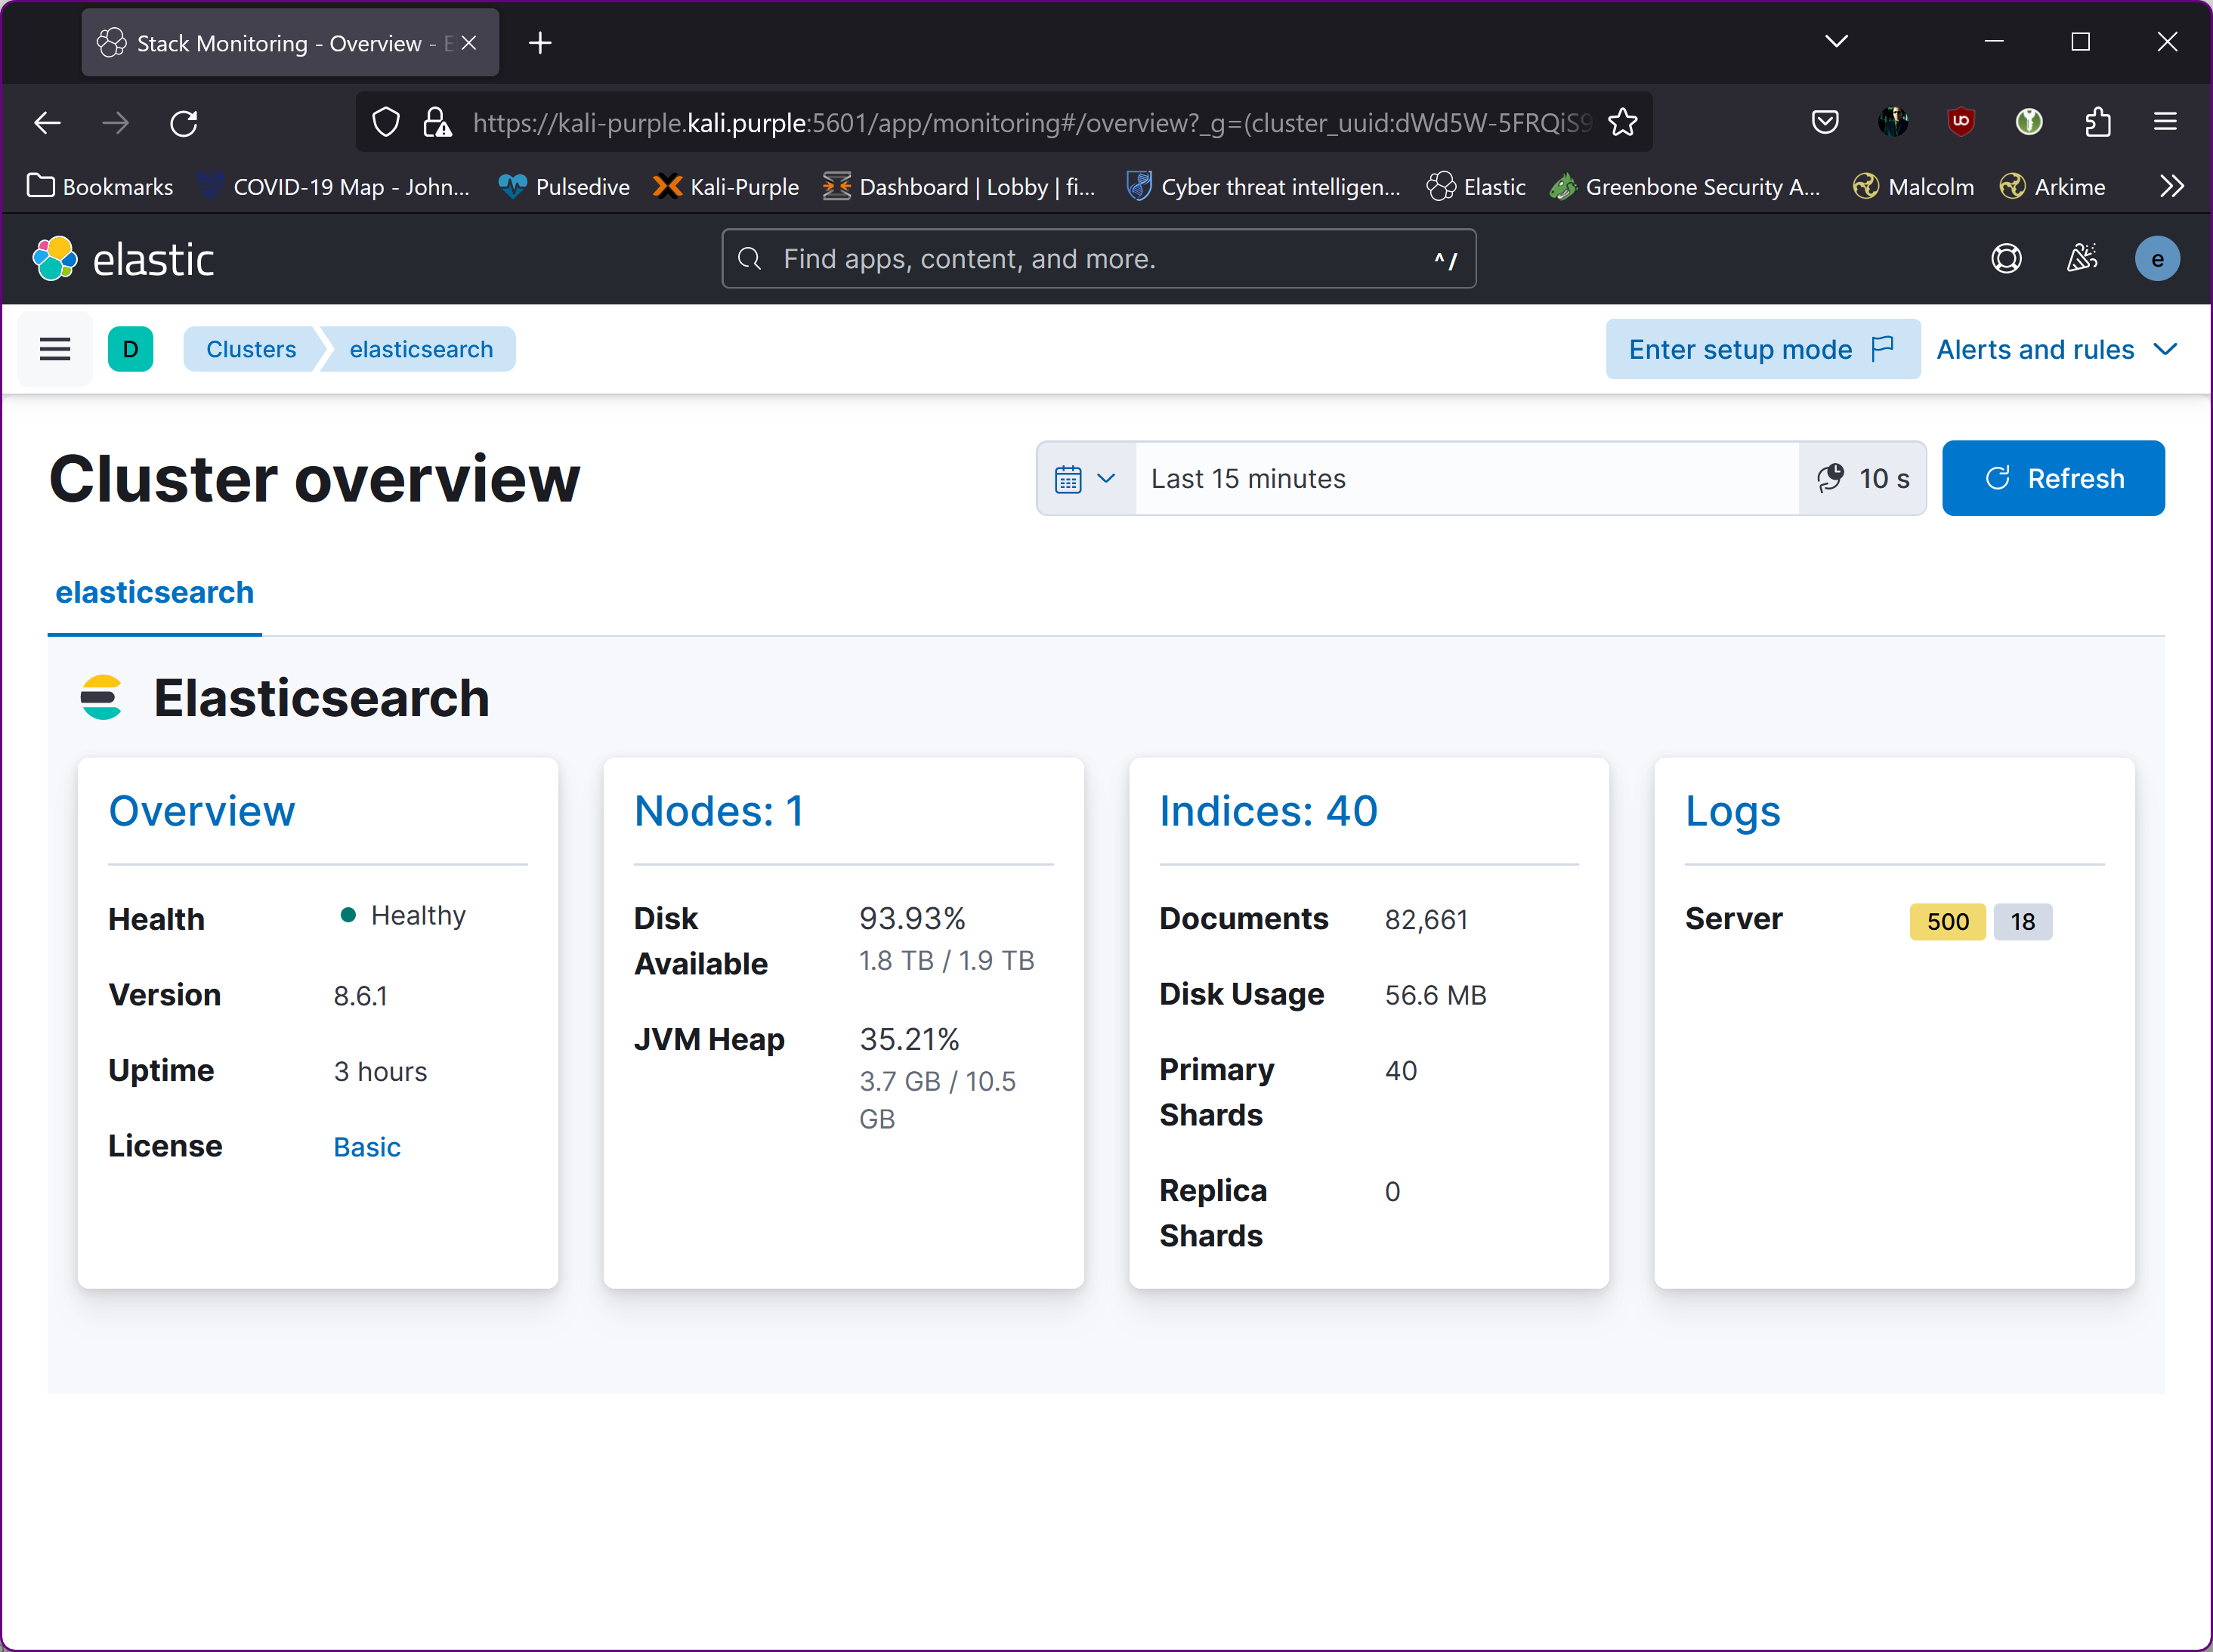 Stack Monitoring - Overview -
https://kali-purple.kali.purple:5601/app/monitoring#/overview?_g=(cluster_uuid:dWd5W-5FRQiS9
Bookmarks COVID-19 Map - John... Pulsedive Kali-Purple Dashboard | Lobby | fi... Cyber threat intelligen... Elastic Greenbone Security A... Malcolm Arkime
elastic Find apps, content, and more. ^/ e
D Clusters elasticsearch Enter setup mode Alerts and rules
Cluster overview Last 15 minutes 10 s Refresh
elasticsearch
Elasticsearch
Overview
Health Healthy
Version 8.6.1
Uptime 3 hours
License Basic
Nodes: 1
Disk Available 93.93%
1.8 TB / 1.9 TB
JVM Heap 35.21%
3.7 GB / 10.5
GB
Indices: 40
Documents 82,661
Disk Usage 56.6 MB
Primary Shards 40
Replica Shards 0
Logs
Server 500 18